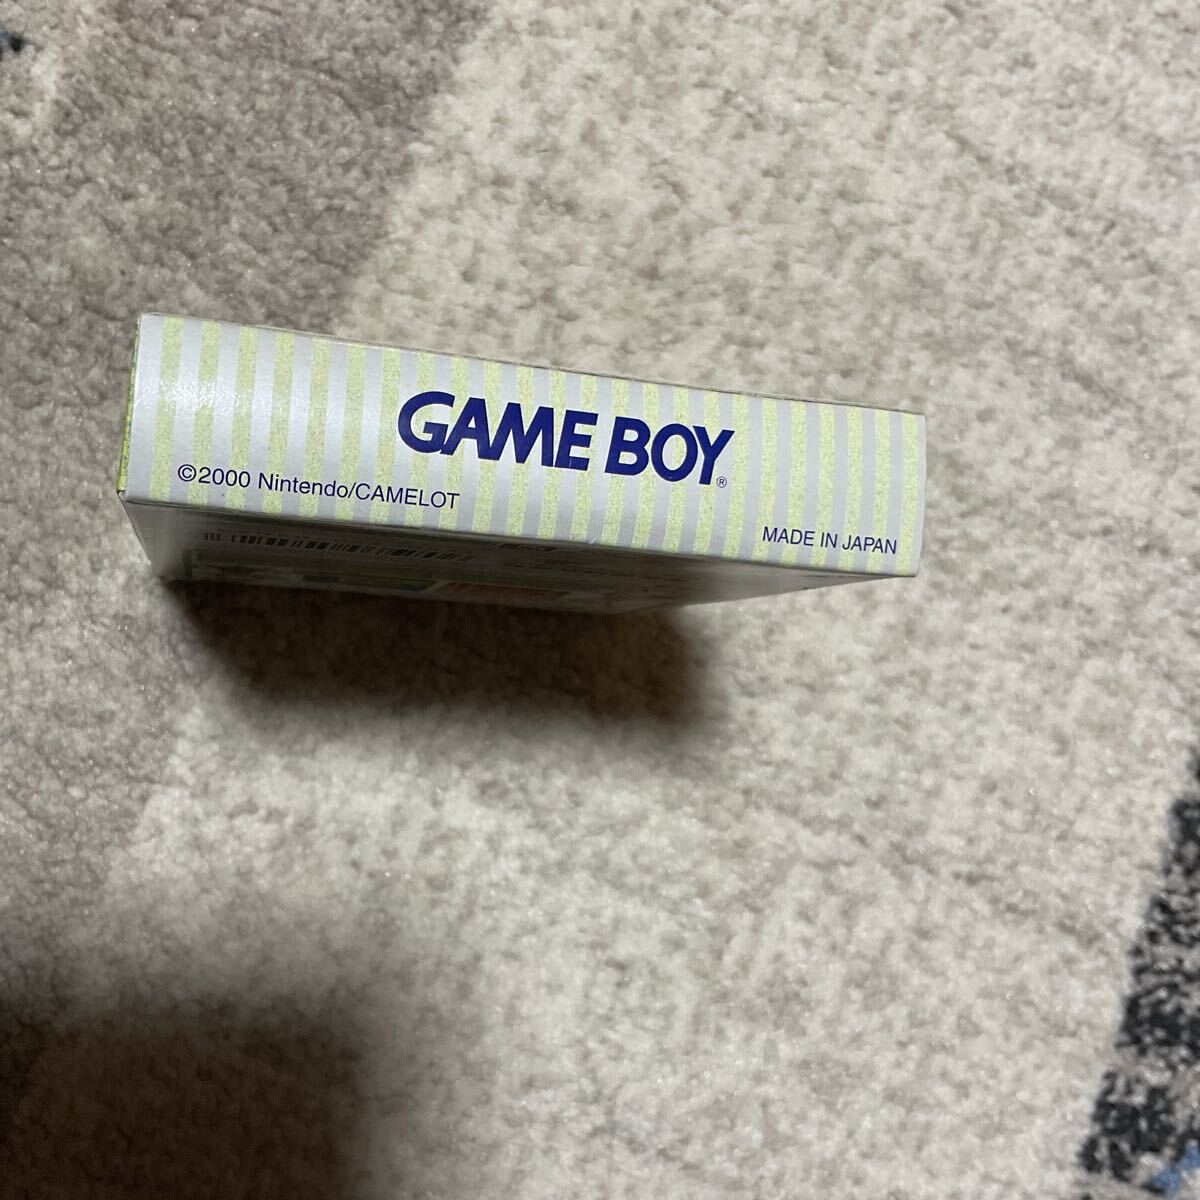 GAME BOY®
©2000 Nintendo/CAMELOT
MADE IN JAPAN